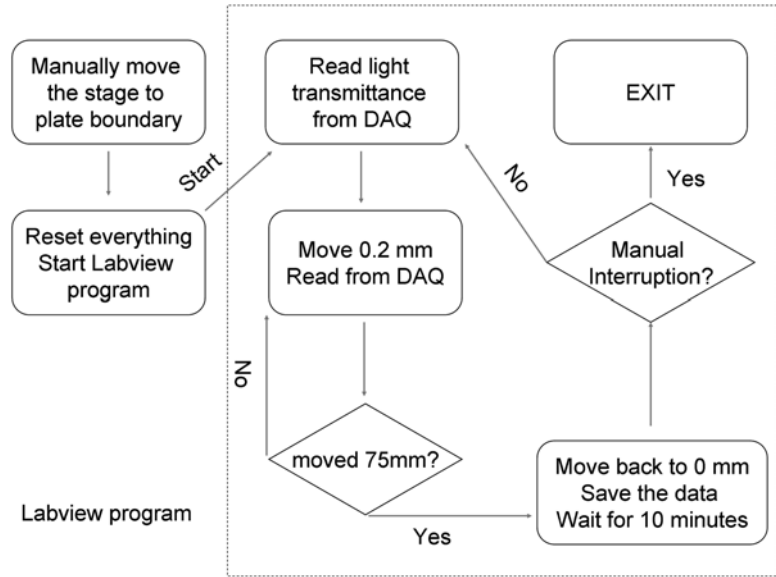 Manually move
the stage to
plate boundary
Reset everything
Start Labview
program
Start
Read light
transmittance
from DAQ
Move 0.2 mm
Read from DAQ
No
moved 75mm?
Yes
Move back to 0 mm
Save the data
Wait for 10 minutes
Manual
Interruption?
No
Yes
EXIT
Labview program